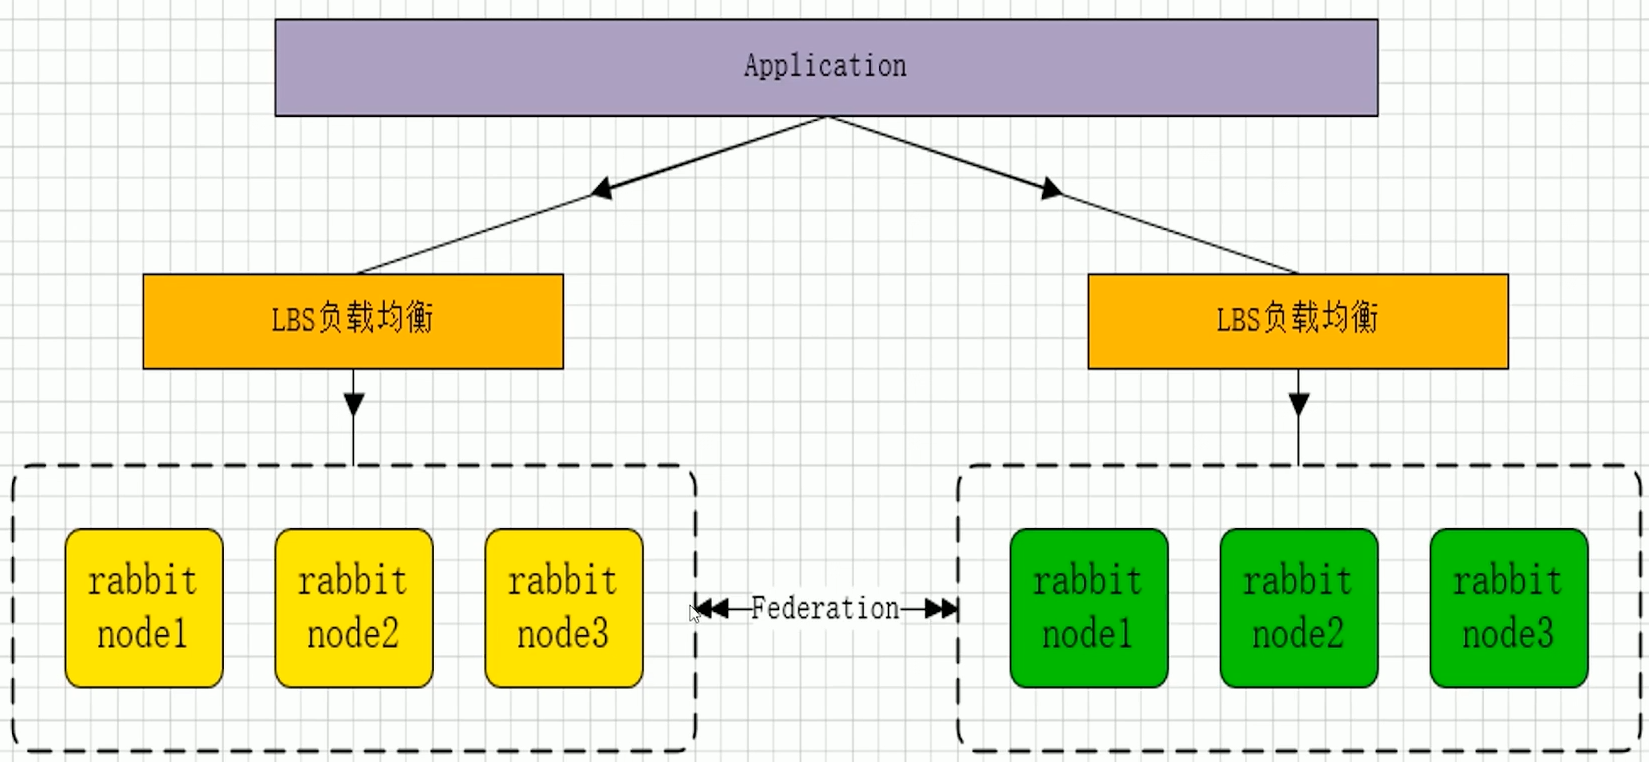 Application
LBS负载均衡
LBS负载均衡
rabbit
node1
rabbit
node2
rabbit
node3
Federation
rabbit
node1
rabbit
node2
rabbit
node3